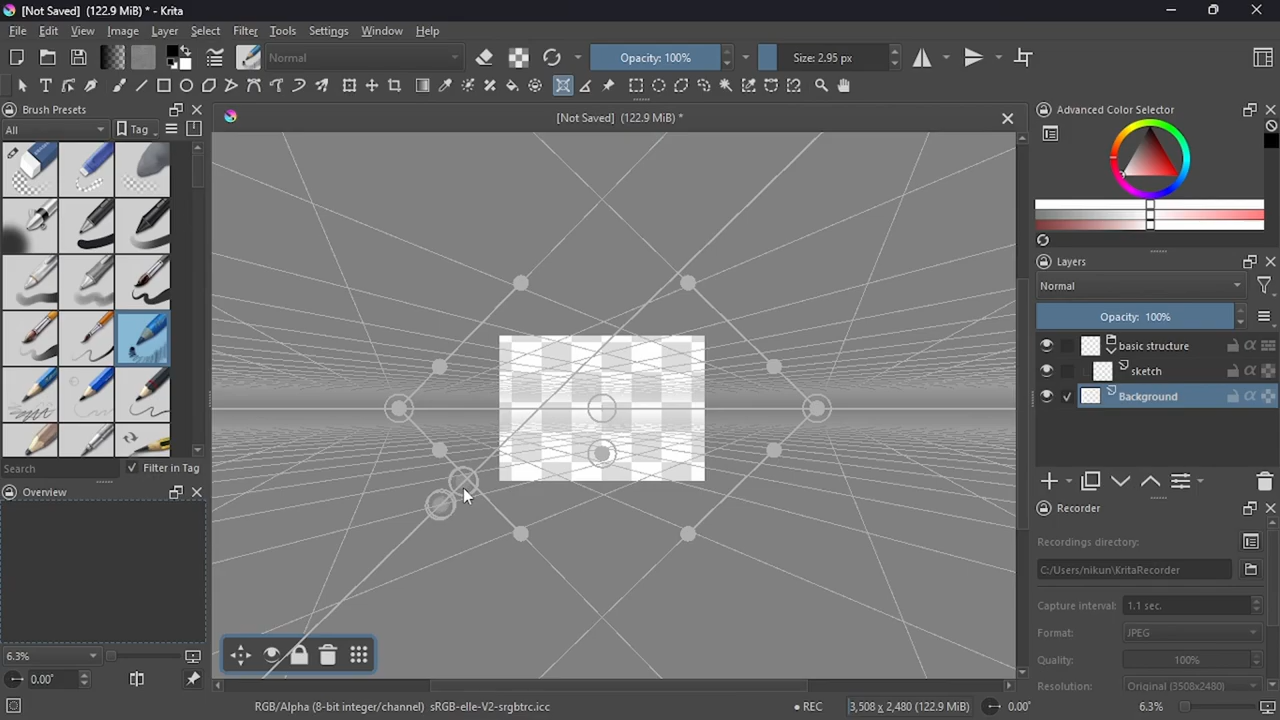 [Not Saved] (122.9 MiB) * - Krita
File Edit View Image Layer Select Filter Tools Settings Window Help
Normal Opacity: 100% Size: 2.95 px
Brush Presets
All Tag
Search Filter in Tag
Overview
6.3%
0.00°
[Not Saved] (122.9 MiB) *
Advanced Color Selector
Layers
Normal
Opacity: 100%
basic structure
sketch
Background
Recorder
Recordings directory:
C:/Users/nikun\KritaRecorder
Capture interval: 1.1 sec.
Format: JPEG
Quality: 100%
Resolution: Original (3508x2480)
RGB/Alpha (8-bit integer/channel) sRGB-elle-V2-srgbtrc.icc REC 3,508 x 2,480 (122.9 MiB) 0.00° 6.3%